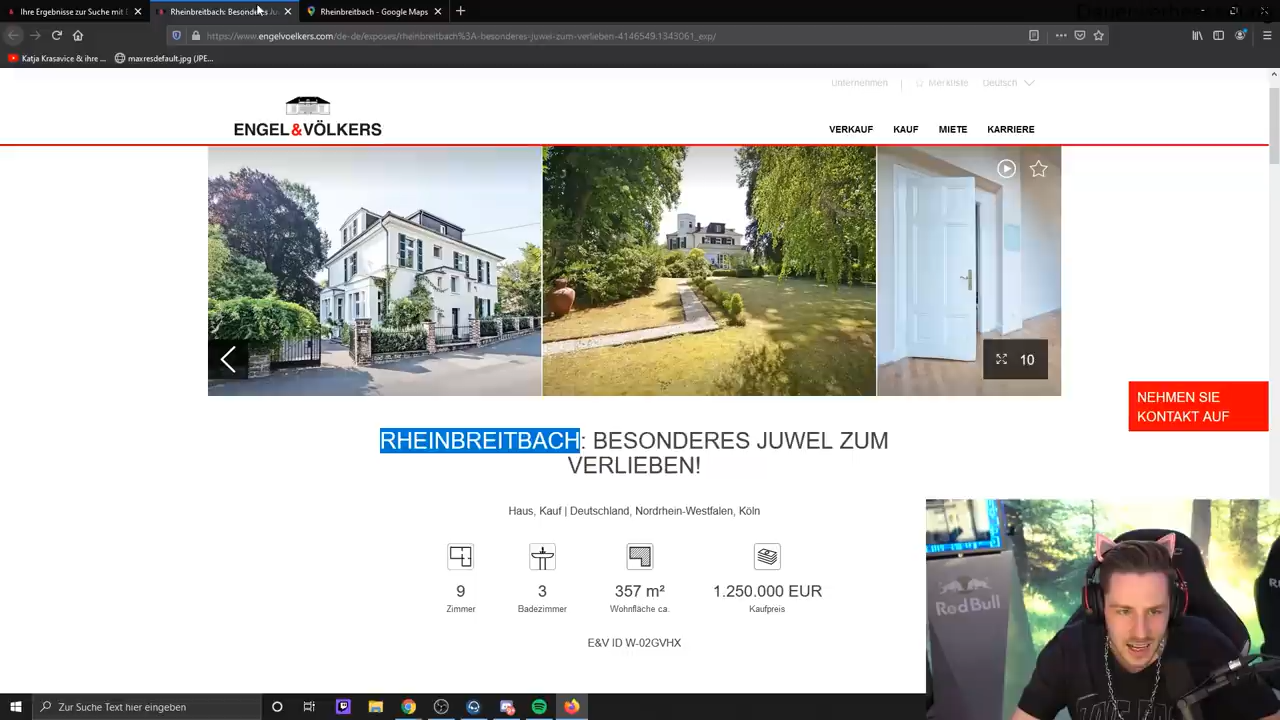 Ihre Ergebnisse zur Suche mit E
Rheinbreitbach: Besonderes Ju
Rheinbreitbach - Google Maps
https://www.engelvoelkers.com/de-de/exposes/rheinbreitbach%3A-besonderes-juwel-zum-verlieben-4146549.1343061_exp/
Katja Krasavice & ihre ...
maxresdefault.jpg (JPE...
Unternehmen
Merkliste
Deutsch
ENGEL&VÖLKERS
VERKAUF
KAUF
MIETE
KARRIERE
10
NEHMEN SIE
KONTAKT AUF
RHEINBREITBACH: BESONDERES JUWEL ZUM
VERLIEBEN!
Haus, Kauf | Deutschland, Nordrhein-Westfalen, Köln
9
3
357 m²
1.250.000 EUR
Zimmer
Badezimmer
Wohnfläche ca.
Kaufpreis
E&V ID W-02GVHX
Red Bull
Zur Suche Text hier eingeben